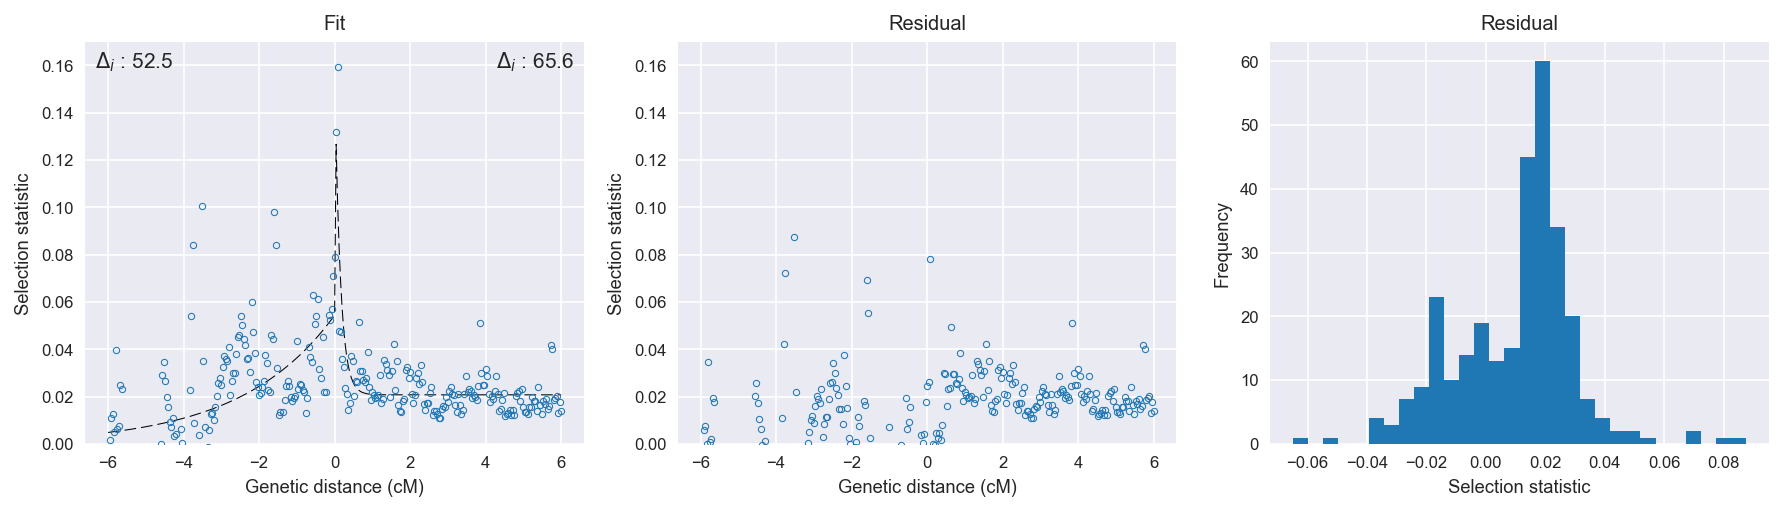 Fit
Δi : 52.5
Δi : 65.6
0.16
0.14
0.12
0.10
0.08
0.06
0.04
0.02
0.00
Selection statistic
−6 −4 −2 0 2 4 6
Genetic distance (cM)
Residual
0.16
0.14
0.12
0.10
0.08
0.06
0.04
0.02
0.00
Selection statistic
−6 −4 −2 0 2 4 6
Genetic distance (cM)
Residual
60
50
40
30
20
10
0
Frequency
−0.06 −0.04 −0.02 0.00 0.02 0.04 0.06 0.08
Selection statistic